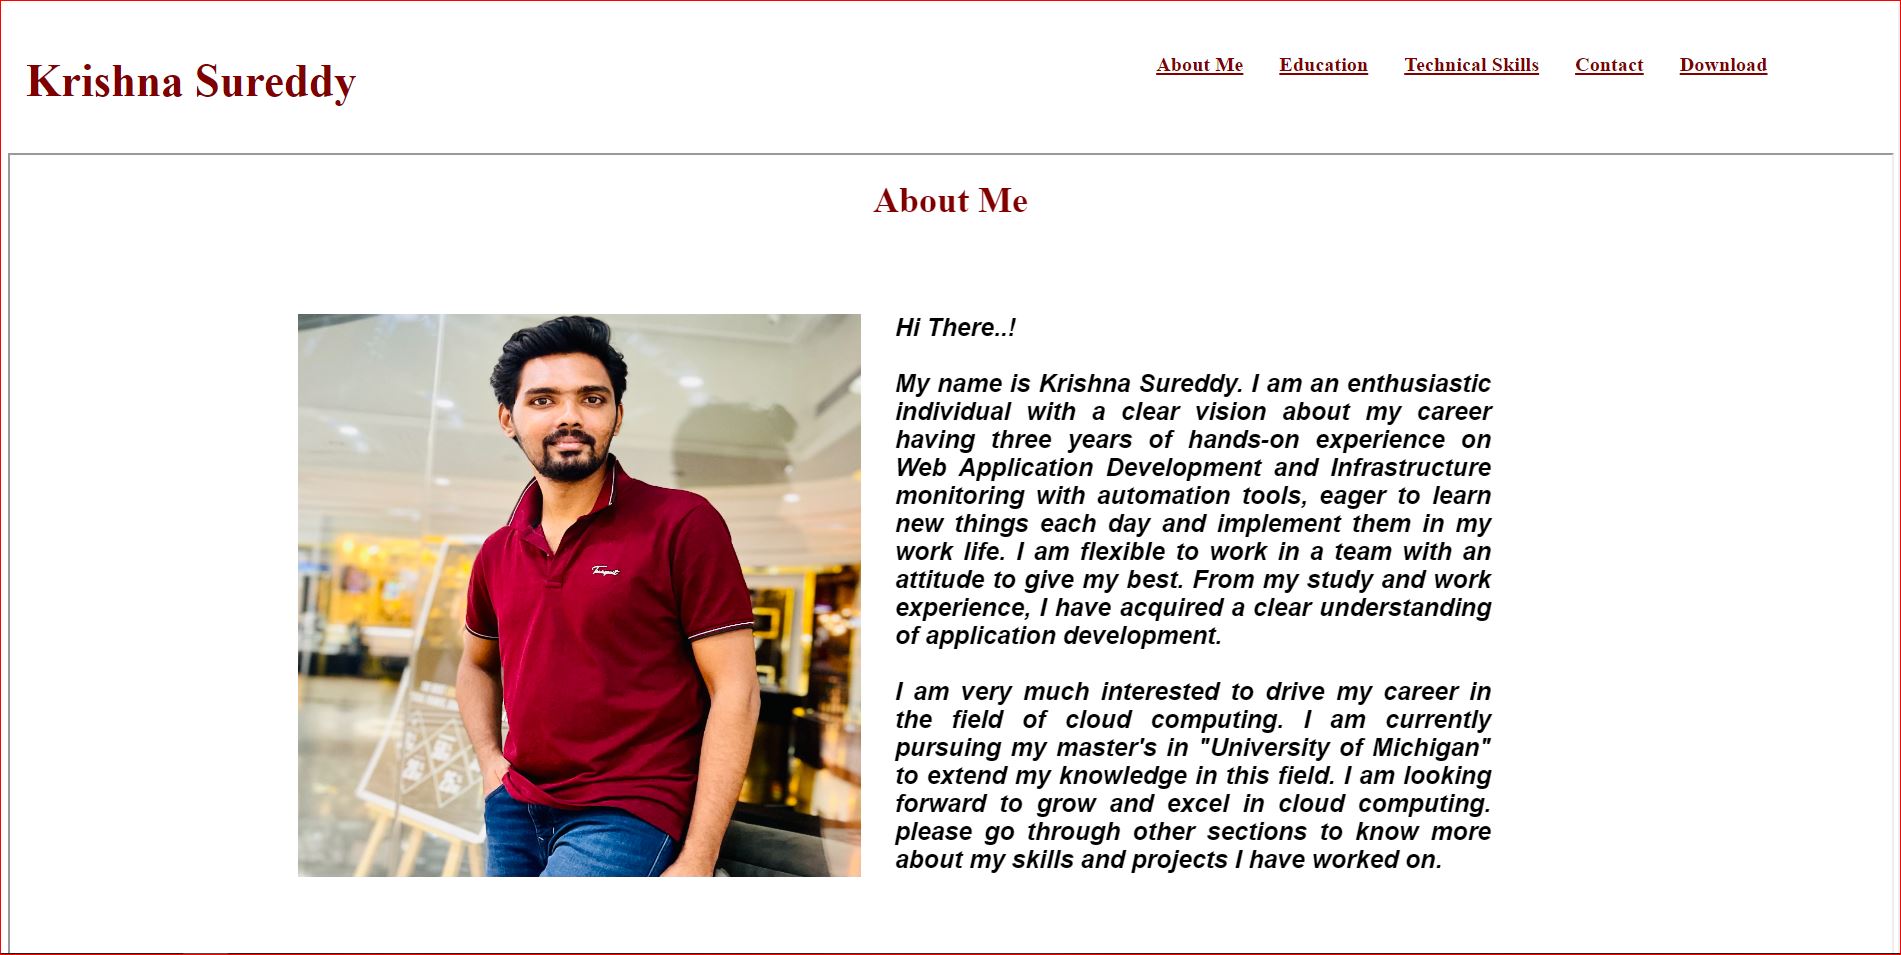 Krishna Sureddy
About Me Education Technical Skills Contact Download
About Me
Hi There..!
My name is Krishna Sureddy. I am an enthusiastic
individual with a clear vision about my career
having three years of hands-on experience on
Web Application Development and Infrastructure
monitoring with automation tools, eager to learn
new things each day and implement them in my
work life. I am flexible to work in a team with an
attitude to give my best. From my study and work
experience, I have acquired a clear understanding
of application development.
I am very much interested to drive my career in
the field of cloud computing. I am currently
pursuing my master's in "University of Michigan"
to extend my knowledge in this field. I am looking
forward to grow and excel in cloud computing.
please go through other sections to know more
about my skills and projects I have worked on.